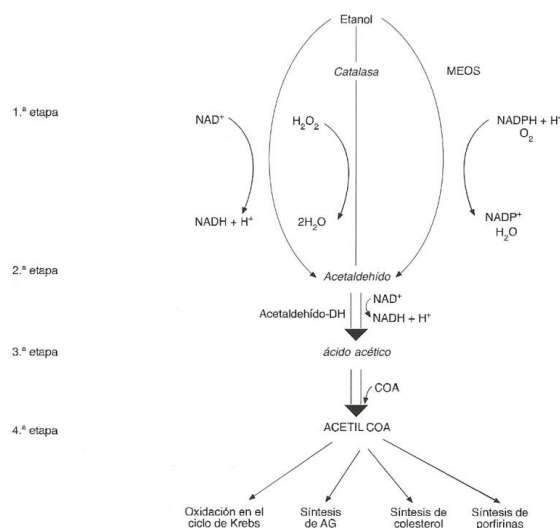 Etanol
Catalasa
MEOS
1.ª etapa
NAD⁺
H₂O₂
NADPH + H⁺
O₂
NADH + H⁺
2H₂O
NADP⁺
H₂O
2.ª etapa
Acetaldehído
Acetaldehído-DH
NAD⁺
NADH + H⁺
3.ª etapa
ácido acético
COA
4.ª etapa
ACETIL COA
Oxidación en el
ciclo de Krebs
Síntesis
de AG
Síntesis de
colesterol
Síntesis de
porfirinas